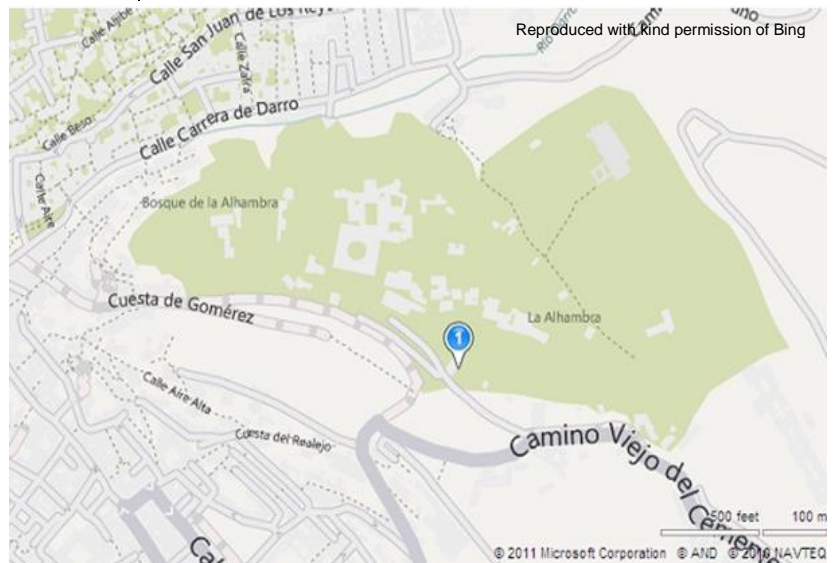 Reproduced with kind permission of Bing
Calle San Juan de Los Rey
Calle Aljibe
Calle Zafra
Calle Carrera de Darro
Calle Beso
Calle Aire
Bosque de la Alhambra
Cuesta de Gomérez
La Alhambra
1
Calle Aire Alta
Cuesta del Realejo
Camino Viejo del Cemente
500 feet 100 m
© 2011 Microsoft Corporation © AND © 2010 NAVTEQ